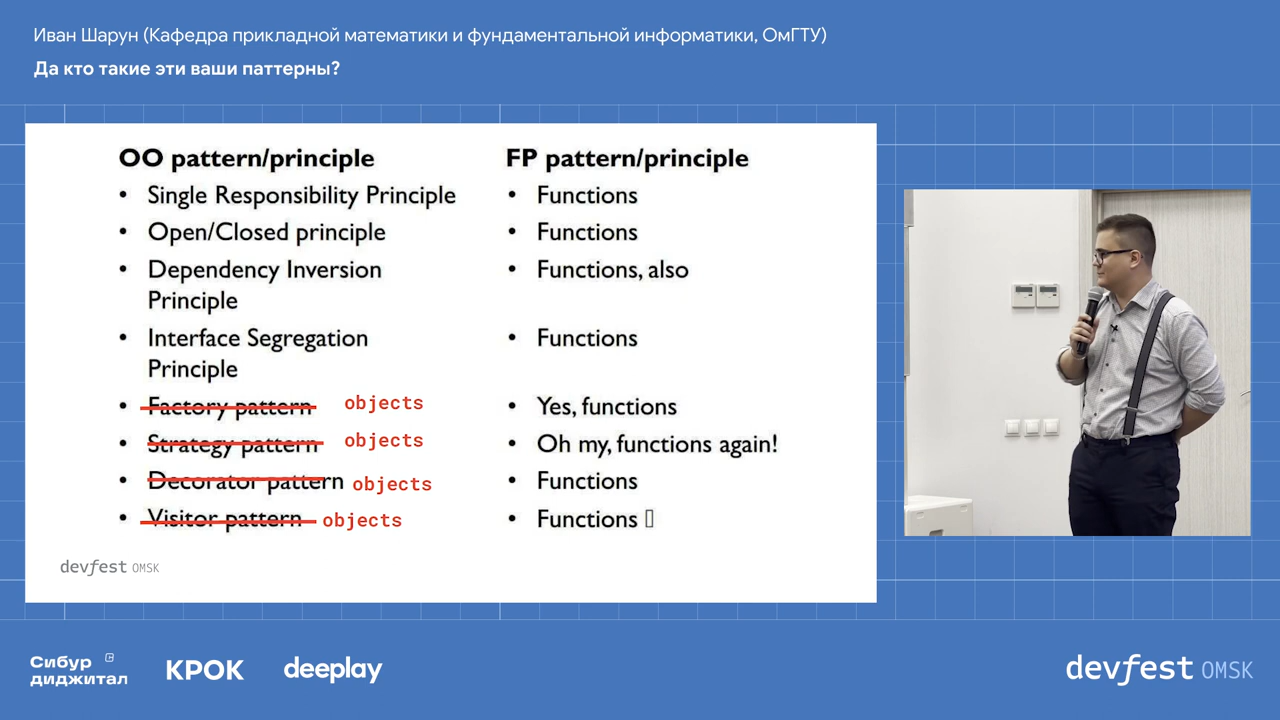 Иван Шарун (Кафедра прикладной математики и фундаментальной информатики, ОмГТУ)
Да кто такие эти ваши паттерны?
OO pattern/principle
• Single Responsibility Principle
• Open/Closed principle
• Dependency Inversion
Principle
• Interface Segregation
Principle
• Factory pattern objects
• Strategy pattern objects
• Decorator pattern objects
• Visitor pattern objects
FP pattern/principle
• Functions
• Functions
• Functions, also
• Functions
• Yes, functions
• Oh my, functions again!
• Functions
• Functions
devfest OMSK
Сибур
диджитал
КРОК
deeplay
devfest OMSK